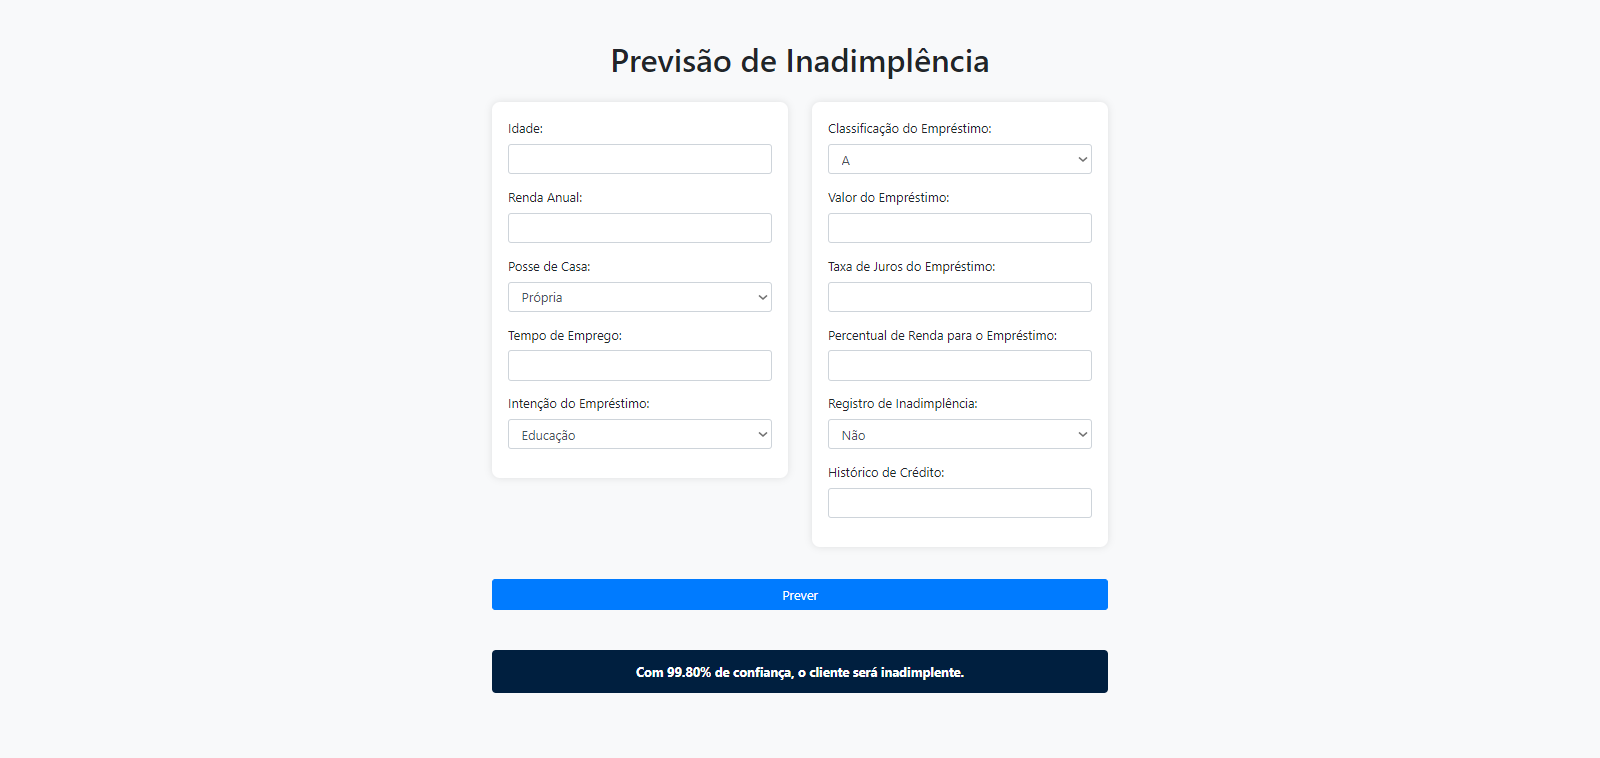 Previsão de Inadimplência
Idade:
Renda Anual:
Posse de Casa:
Própria
Tempo de Emprego:
Intenção do Empréstimo:
Educação
Classificação do Empréstimo:
A
Valor do Empréstimo:
Taxa de Juros do Empréstimo:
Percentual de Renda para o Empréstimo:
Registro de Inadimplência:
Não
Histórico de Crédito:
Prever
Com 99.80% de confiança, o cliente será inadimplente.